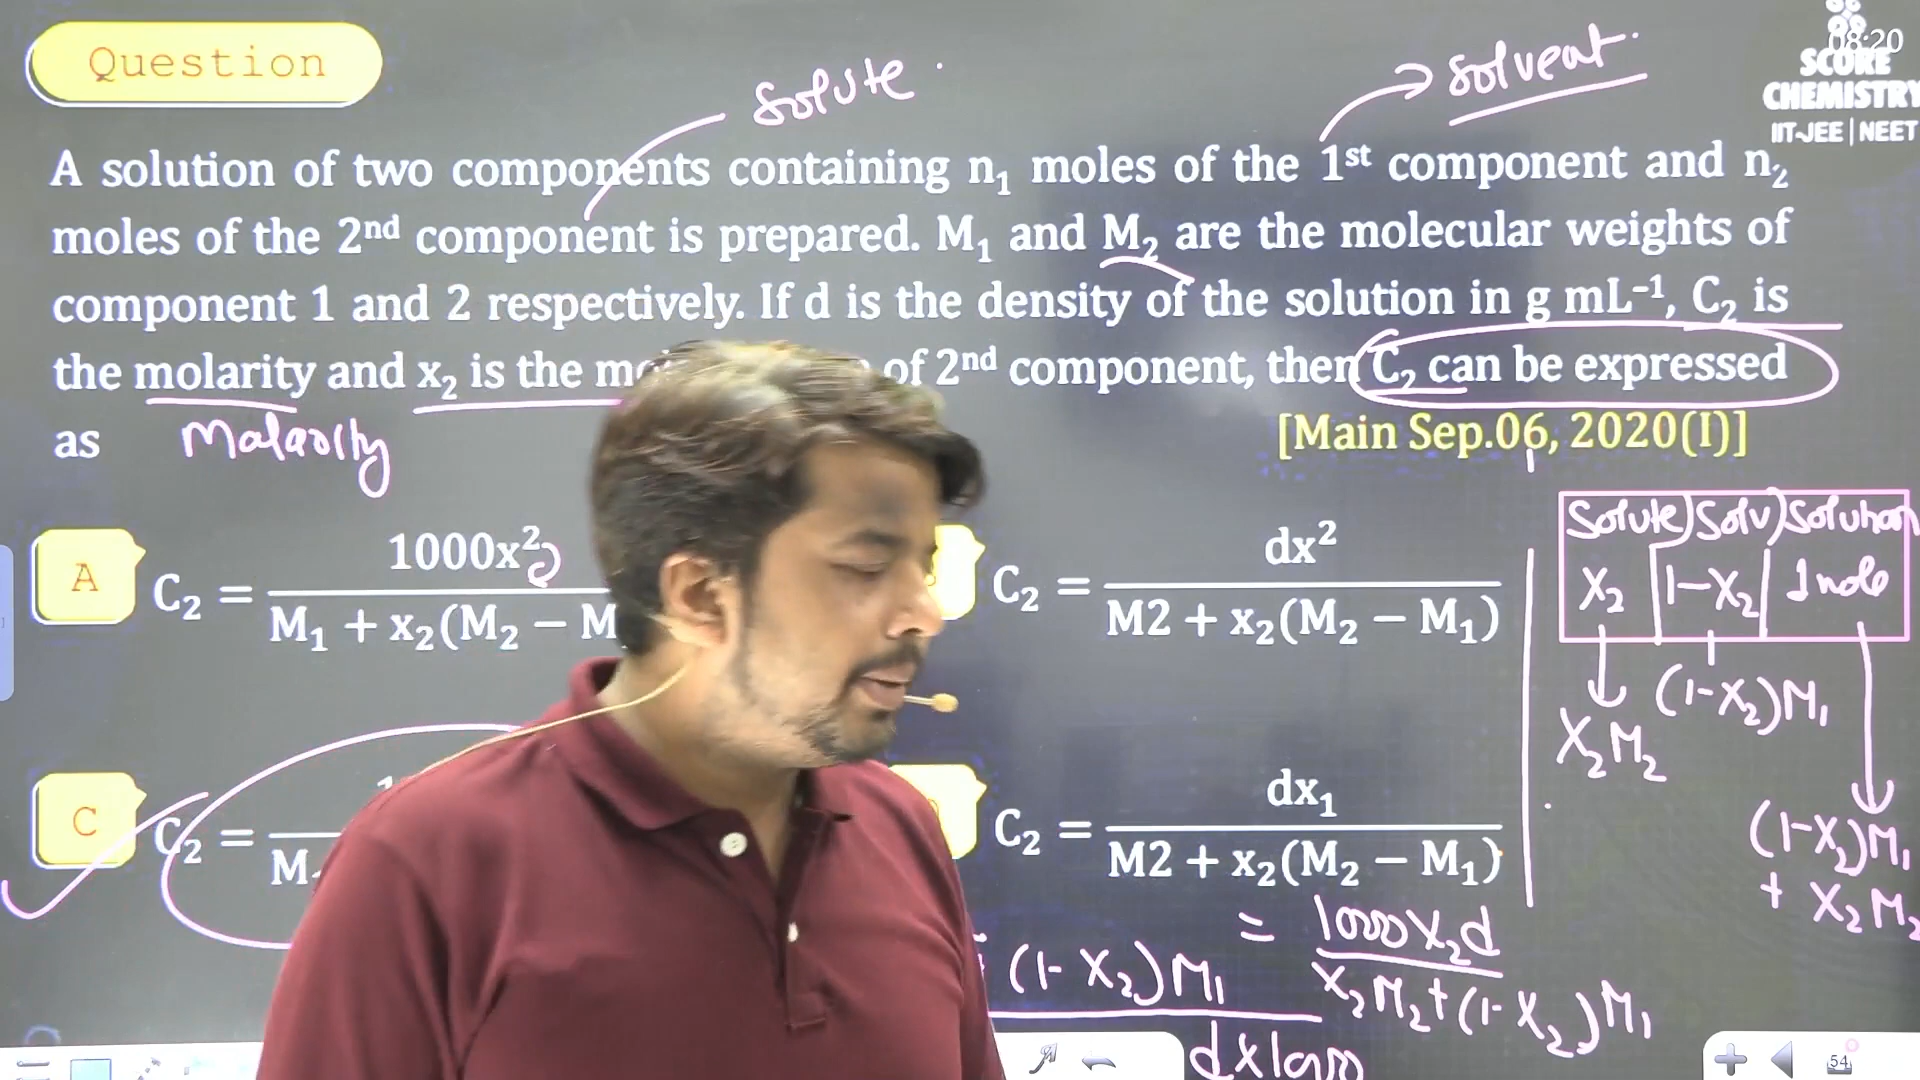 Question
solute
solvent
08:20
SCORE
CHEMISTRY
IIT-JEE | NEET
A solution of two components containing n₁ moles of the 1ˢᵗ component and n₂
moles of the 2ⁿᵈ component is prepared. M₁ and M₂ are the molecular weights of
component 1 and 2 respectively. If d is the density of the solution in g mL⁻¹, C₂ is
the molarity and x₂ is the of 2ⁿᵈ component, then C₂ can be expressed
as
Molarity
[Main Sep.06, 2020(I)]
A
C₂ =
1000x²
M₁ + x₂(M₂ − M
C₂ =
dx²
M2 + x₂(M₂ − M₁)
Solute Solv Solution
X₂ 1-X₂ 1 mole
X₂M₂
(1-X₂)M₁
(1-X₂)M₁
+ X₂M₂
C
C₂ =
M
C₂ =
dx₁
M2 + x₂(M₂ − M₁)
(1-X₂)M₁
dx1000
= 1000X₂d
X₂M₂+(1-X₂)M₁
54